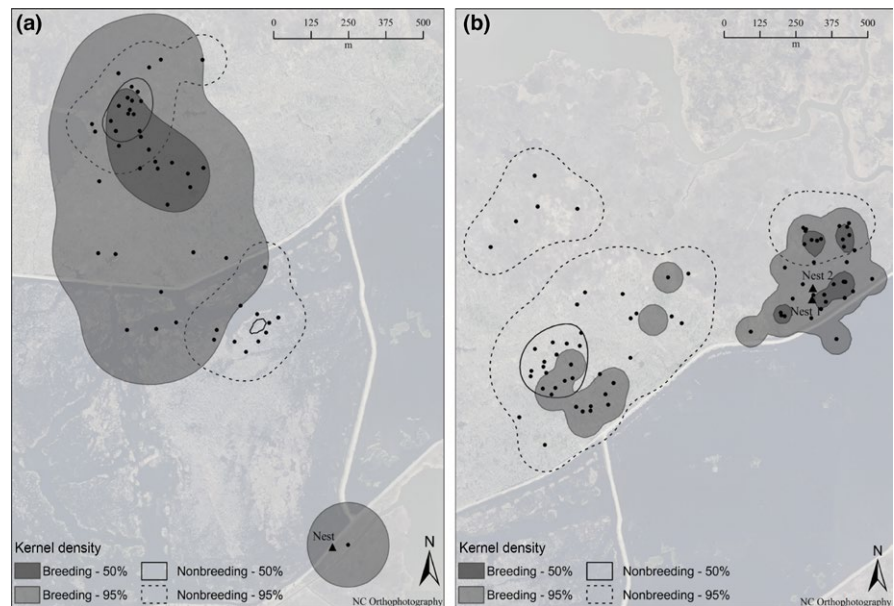 (a)
0 125 250 375 500
m
Nest
Kernel density
Breeding - 50% Nonbreeding - 50%
Breeding - 95% Nonbreeding - 95%
N
NC Orthophotography
(b)
0 125 250 375 500
m
Nest 2
Nest 1
Kernel density
Breeding - 50% Nonbreeding - 50%
Breeding - 95% Nonbreeding - 95%
N
NC Orthophotography